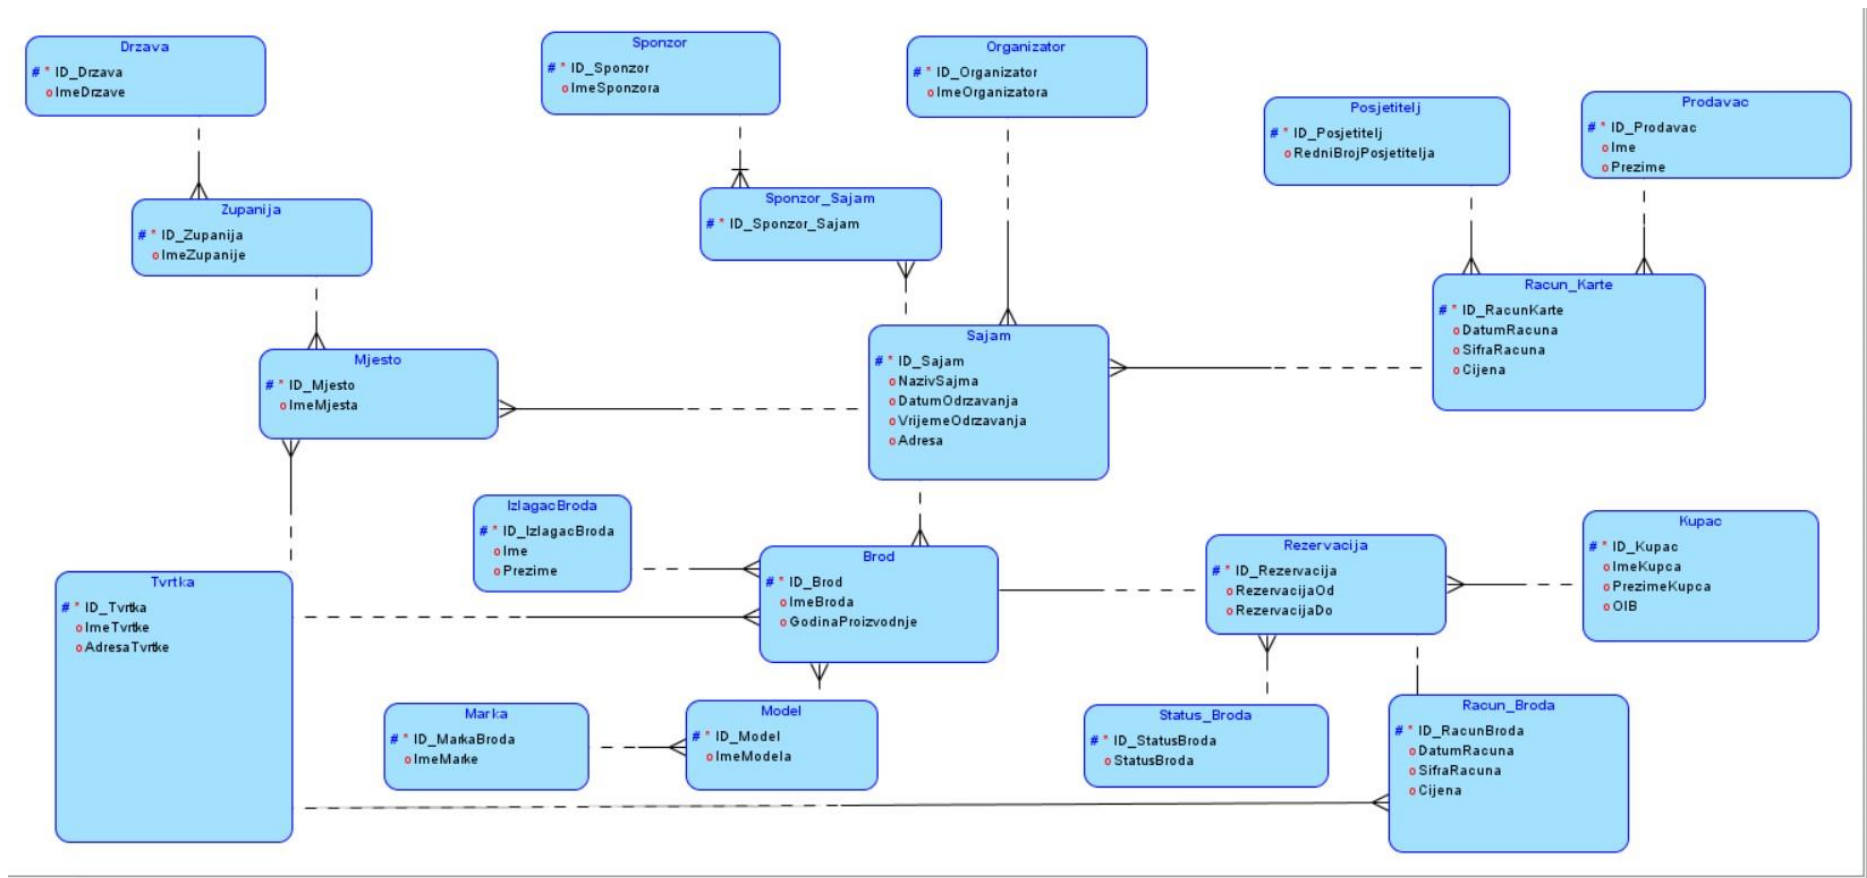 Drzava
# * ID_Drzava
o ImeDrzave
Sponzor
# * ID_Sponzor
o ImeSponzora
Organizator
# * ID_Organizator
o ImeOrganizatora
Posjetitelj
# * ID_Posjetitelj
o RedniBrojPosjetitelja
Prodavac
# * ID_Prodavac
o Ime
o Prezime
Zupanija
# * ID_Zupanija
o ImeZupanije
Sponzor_Sajam
# * ID_Sponzor_Sajam
Racun_Karte
# * ID_RacunKarte
o DatumRacuna
o SifraRacuna
o Cijena
Mjesto
# * ID_Mjesto
o ImeMjesta
Sajam
# * ID_Sajam
o NazivSajma
o DatumOdrzavanja
o VrijemeOdrzavanja
o Adresa
IzlagacBroda
# * ID_IzlagacBroda
o Ime
o Prezime
Brod
# * ID_Brod
o ImeBroda
o GodinaProizvodnje
Rezervacija
# * ID_Rezervacija
o RezervacijaOd
o RezervacijaDo
Kupac
# * ID_Kupac
o ImeKupca
o PrezimeKupca
o OIB
Tvrtka
# * ID_Tvrtka
o ImeTvrtke
o AdresaTvrtke
Marka
# * ID_MarkaBroda
o ImeMarke
Model
# * ID_Model
o ImeModela
Status_Broda
# * ID_StatusBroda
o StatusBroda
Racun_Broda
# * ID_RacunBroda
o DatumRacuna
o SifraRacuna
o Cijena